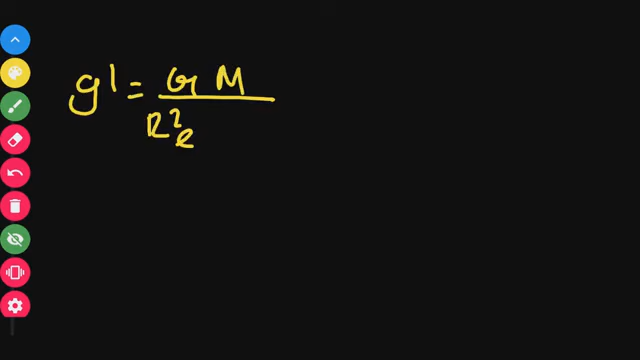 g' = GM / R²e